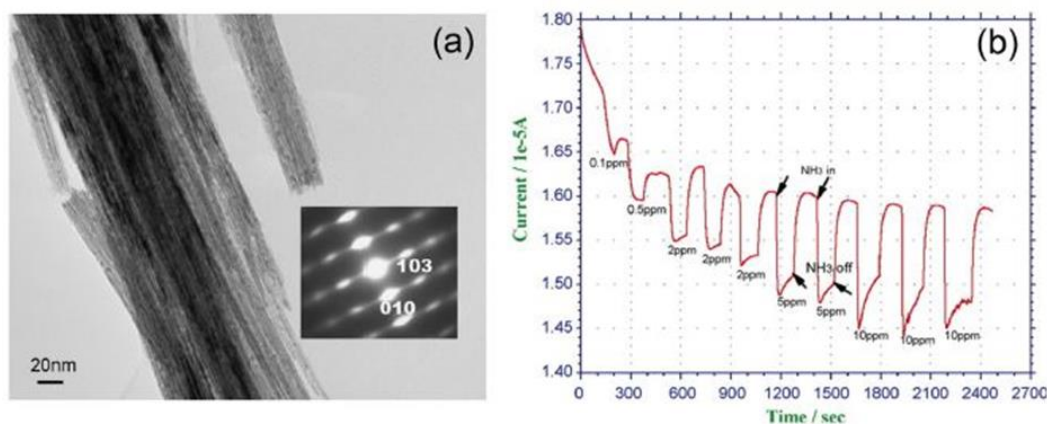 (a)
103
010
20nm
(b)
Current / 1e-5A
1.80
1.75
1.70
1.65
1.60
1.55
1.50
1.45
1.40
0.1ppm
0.5ppm
2ppm
2ppm
2ppm
NH3 in
NH3 off
5ppm
5ppm
10ppm
10ppm
10ppm
0 300 600 900 1200 1500 1800 2100 2400 2700
Time / sec